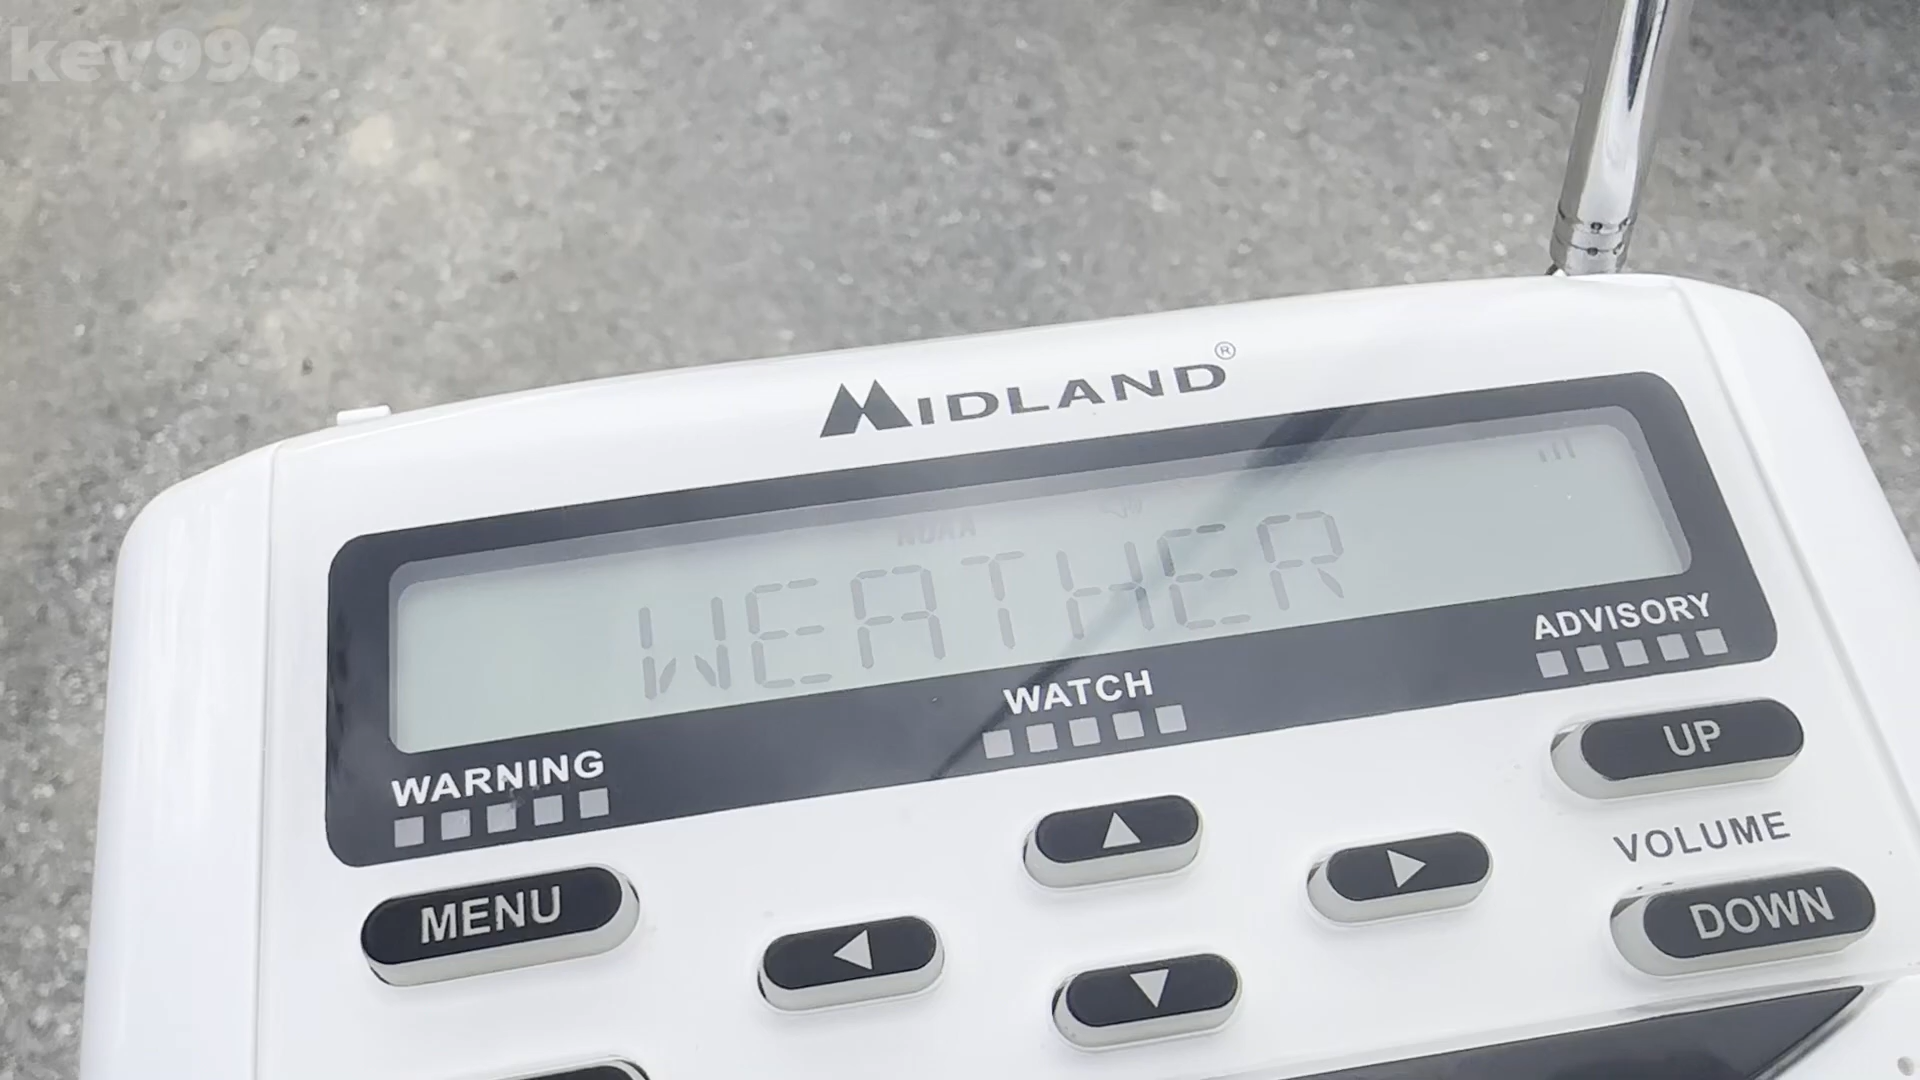 kev996
MIDLAND®
NOAA
WEATHER
ADVISORY
WATCH
WARNING
UP
VOLUME
MENU
DOWN